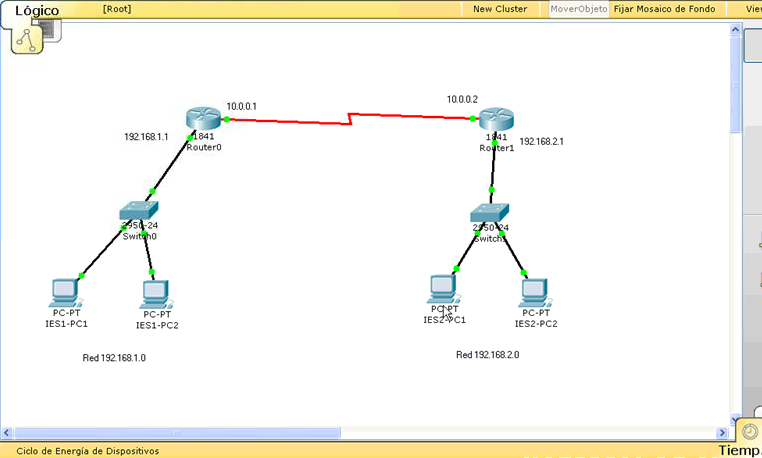 Lógico
[Root]
New Cluster
MoverObjeto
Fijar Mosaico de Fondo
10.0.0.1
10.0.0.2
192.168.1.1
1841
Router0
1841
Router1
192.168.2.1
2950-24
Switch0
2950-24
PC-PT
IES1-PC1
PC-PT
IES1-PC2
PC-PT
IES2-PC1
PC-PT
IES2-PC2
Red 192.168.1.0
Red 192.168.2.0
Ciclo de Energía de Dispositivos